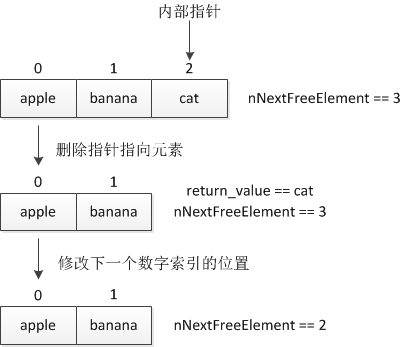 内部指针
0 1 2
apple banana cat nNextFreeElement == 3
删除指针指向元素
0 1
return_value == cat
apple banana nNextFreeElement == 3
修改下一个数字索引的位置
0 1
apple banana nNextFreeElement == 2